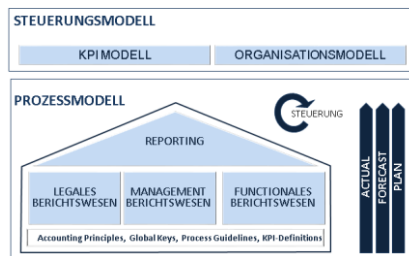 STEUERUNGSMODELL
KPI MODELL
ORGANISATIONSMODELL
PROZESSMODELL
STEUERUNG
REPORTING
LEGALES
BERICHTSWESEN
MANAGEMENT
BERICHTSWESEN
FUNCTIONALES
BERICHTSWESEN
Accounting Principles, Global Keys, Process Guidelines, KPI-Definitions
ACTUAL
FORECAST
PLAN